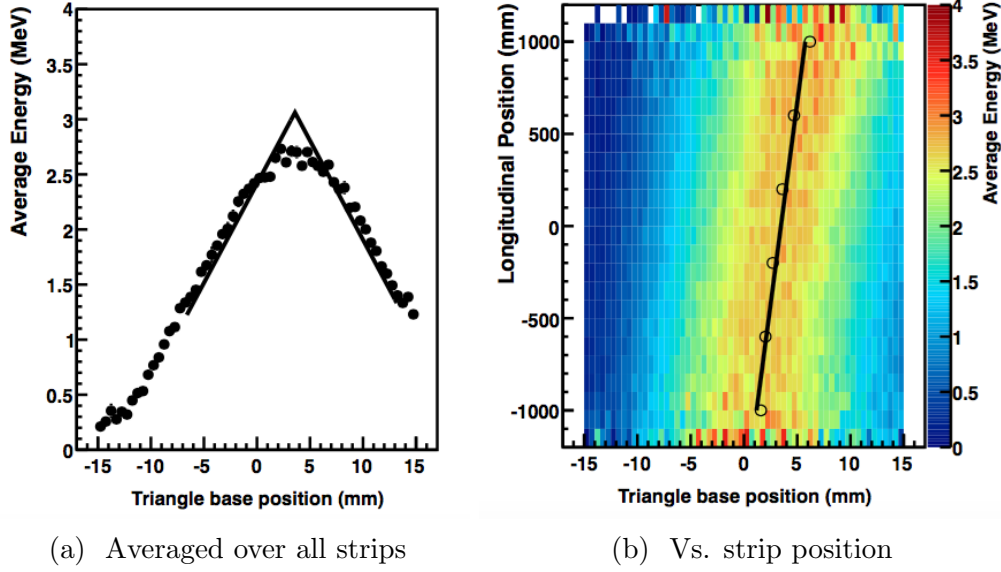 (a)
4
3.5
3
2.5
2
1.5
1
0.5
0
Average Energy (MeV)
-15 -10 -5 0 5 10 15
Triangle base position (mm)
(a) Averaged over all strips
(b)
1000
500
0
-500
-1000
Longitudinal Position (mm)
-15 -10 -5 0 5 10 15
Triangle base position (mm)
4
3.5
3
2.5
2
1.5
1
0.5
0
Average Energy (MeV)
(b) Vs. strip position